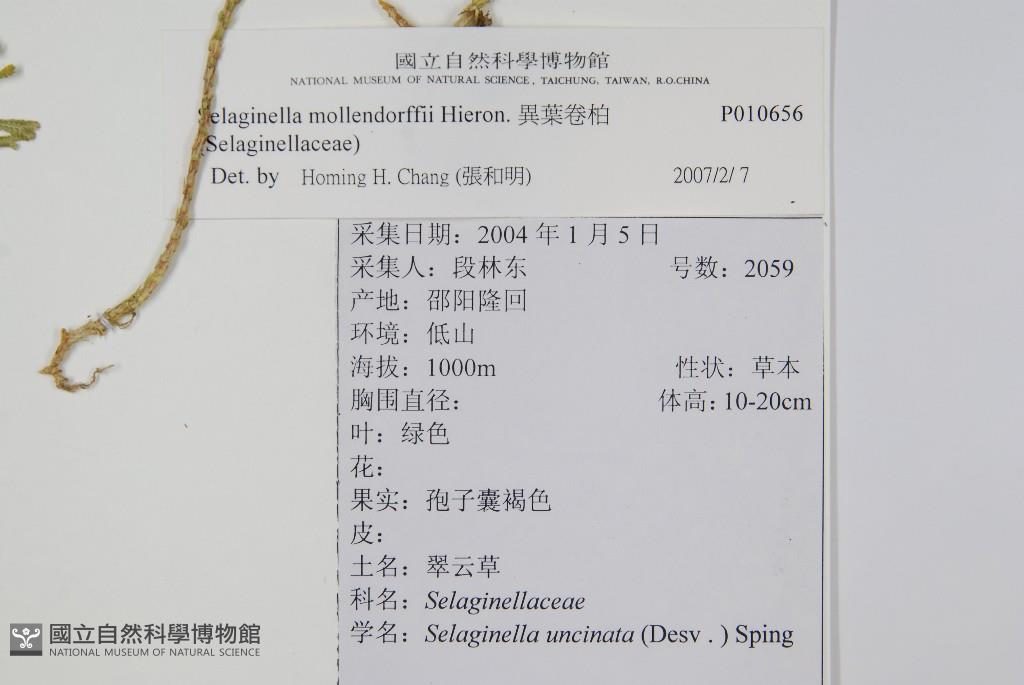 國立自然科學博物館
NATIONAL MUSEUM OF NATURAL SCIENCE, TAICHUNG, TAIWAN, R.O.CHINA
Selaginella mollendorffii Hieron. 異葉卷柏 P010656
(Selaginellaceae)
Det. by Homing H. Chang (張和明) 2007/2/ 7
采集日期：2004 年 1 月 5 日
采集人：段林东 号数：2059
产地：邵阳隆回
环境：低山
海拔：1000m 性状：草本
胸围直径： 体高：10-20cm
叶：绿色
花：
果实：孢子囊褐色
皮：
土名：翠云草
科名：Selaginellaceae
学名：Selaginella uncinata (Desv . ) Sping
國立自然科學博物館
NATIONAL MUSEUM OF NATURAL SCIENCE